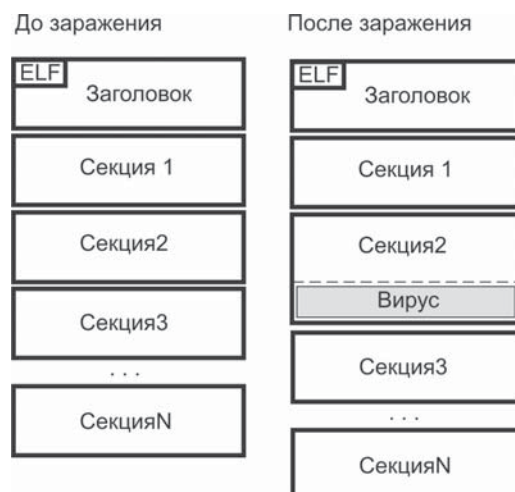 До заражения
ELF
Заголовок
Секция 1
Секция2
Секция3
. . .
СекцияN
После заражения
ELF
Заголовок
Секция 1
Секция2
Вирус
Секция3
. . .
СекцияN